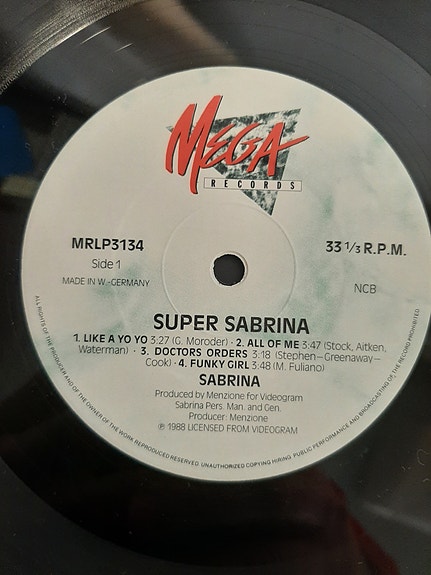 MEGA
RECORDS
MRLP3134
33 1/3 R.P.M.
Side 1
MADE IN W.-GERMANY
NCB
SUPER SABRINA
1. LIKE A YO YO 3:27 (G. Moroder) · 2. ALL OF ME 3:47 (Stock, Aitken,
Waterman) · 3. DOCTORS ORDERS 3:18 (Stephen—Greenaway—
Cook) · 4. FUNKY GIRL 3:48 (M. Fuliano)
SABRINA
Produced by Menzione for Videogram
Sabrina Pers. Man. and Gen.
Producer: Menzione
℗ 1988 LICENSED FROM VIDEOGRAM
ALL RIGHTS OF THE PRODUCER AND OF THE OWNER OF THE WORK REPRODUCED RESERVED. UNAUTHORIZED COPYING HIRING PUBLIC PERFORMANCE AND BROADCASTING OF THE RECORD PROHIBITED.